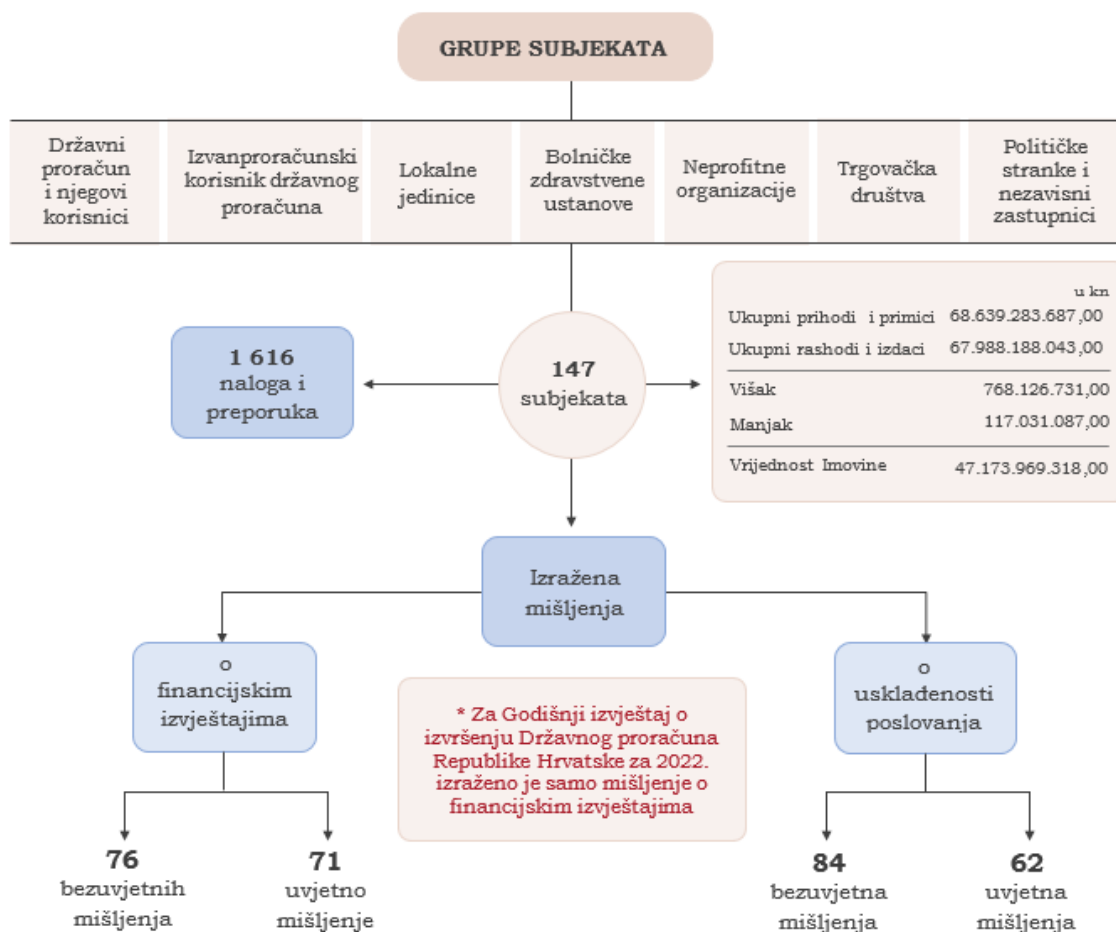 GRUPE SUBJEKATA
Državni
proračun
i njegovi
korisnici
Izvanproračunski
korisnik državnog
proračuna
Lokalne
jedinice
Bolničke
zdravstvene
ustanove
Neprofitne
organizacije
Trgovačka
društva
Političke
stranke i
nezavisni
zastupnici
1 616
naloga i
preporuka
147
subjekata
u kn
Ukupni prihodi i primici 68.639.283.687,00
Ukupni rashodi i izdaci 67.988.188.043,00
Višak 768.126.731,00
Manjak 117.031.087,00
Vrijednost Imovine 47.173.969.318,00
Izražena
mišljenja
o
financijskim
izvještajima
* Za Godišnji izvještaj o
izvršenju Državnog proračuna
Republike Hrvatske za 2022.
izraženo je samo mišljenje o
financijskim izvještajima
o
usklađenosti
poslovanja
76
bezuvjetnih
mišljenja
71
uvjetno
mišljenje
84
bezuvjetna
mišljenja
62
uvjetna
mišljenja